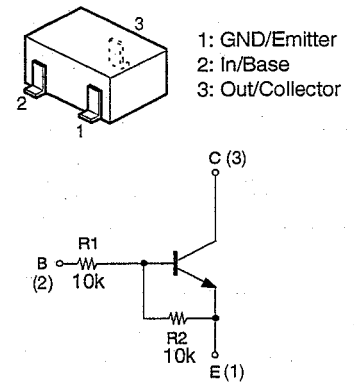 3
1: GND/Emitter
2: In/Base
3: Out/Collector
2
1
C (3)
R1
B
(2)
10k
R2
10k
E (1)